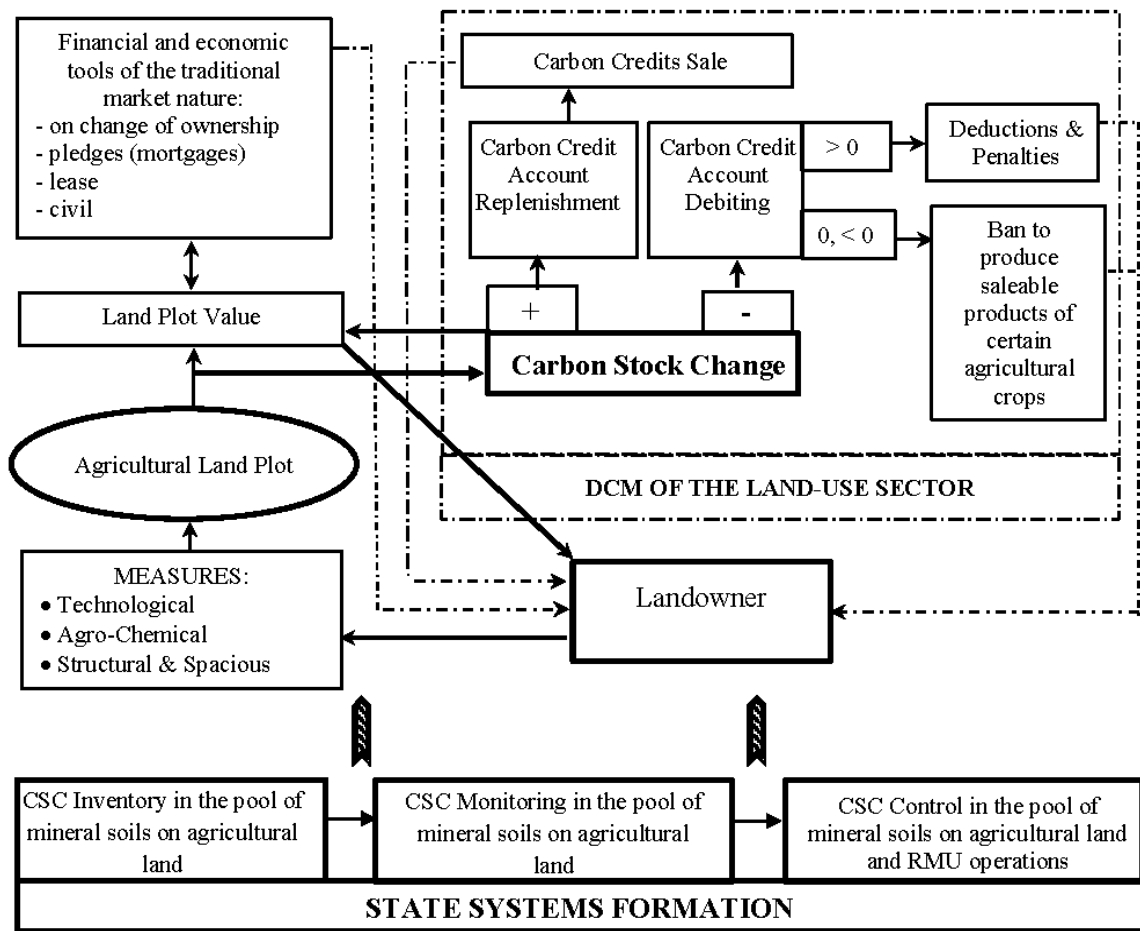 Financial and economic
tools of the traditional
market nature:
- on change of ownership
- pledges (mortgages)
- lease
- civil
Carbon Credits Sale
Carbon Credit
Account
Replenishment
Carbon Credit
Account
Debiting
> 0
Deductions &
Penalties
0, < 0
Ban to
produce
saleable
products of
certain
agricultural
crops
Land Plot Value
+
-
Carbon Stock Change
Agricultural Land Plot
DCM OF THE LAND-USE SECTOR
MEASURES:
● Technological
● Agro-Chemical
● Structural & Spacious
Landowner
CSC Inventory in the pool of
mineral soils on agricultural
land
CSC Monitoring in the pool of
mineral soils on agricultural
land
CSC Control in the pool of
mineral soils on agricultural land
and RMU operations
STATE SYSTEMS FORMATION